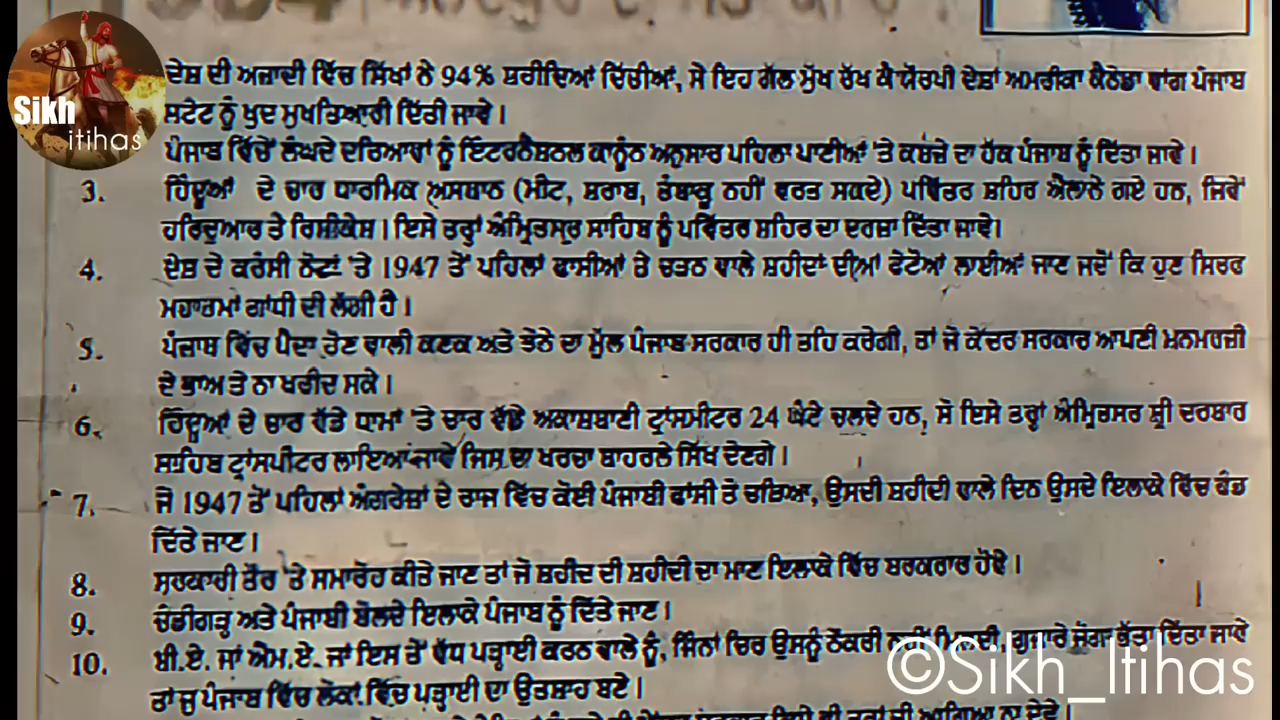 Sikh
itihas
ਦੇਸ਼ ਦੀ ਅਜ਼ਾਦੀ ਵਿੱਚ ਸਿੱਖਾਂ ਨੇ 94% ਸ਼ਹੀਦਿਆਂ ਦਿੱਤੀਆਂ, ਸੋ ਇਹ ਗੱਲ ਮੁੱਖ ਰੱਖ ਕੇ ਯੋਰਪੀ ਦੇਸ਼ਾਂ ਅਮਰੀਕਾ ਕੈਨੇਡਾ ਵਾਂਗ ਪੰਜਾਬ
ਸਟੇਟ ਨੂੰ ਖੁਦ ਮੁਖਤਿਆਰੀ ਦਿੱਤੀ ਜਾਵੇ ।
ਪੰਜਾਬ ਵਿੱਚੋਂ ਲੰਘਦੇ ਦਰਿਆਵਾਂ ਨੂੰ ਇੰਟਰਨੈਸ਼ਨਲ ਕਾਨੂੰਨ ਅਨੁਸਾਰ ਪਹਿਲਾ ਪਾਣੀਆਂ 'ਤੇ ਕਬਜ਼ੇ ਦਾ ਹੱਕ ਪੰਜਾਬ ਨੂੰ ਦਿੱਤਾ ਜਾਵੇ ।
3. ਹਿੰਦੂਆਂ ਦੇ ਚਾਰ ਧਾਰਮਿਕ ਅਸਥਾਨ (ਮੀਟ, ਸ਼ਰਾਬ, ਤੰਬਾਕੂ ਨਹੀਂ ਵਰਤ ਸਕਦੇ) ਪਵਿੱਤਰ ਸ਼ਹਿਰ ਐਲਾਨੇ ਗਏ ਹਨ, ਜਿਵੇਂ
ਹਰਿਦੁਆਰ ਤੇ ਰਿਸ਼ੀਕੇਸ਼ । ਇਸੇ ਤਰ੍ਹਾਂ ਅੰਮ੍ਰਿਤਸਰ ਸਾਹਿਬ ਨੂੰ ਪਵਿੱਤਰ ਸ਼ਹਿਰ ਦਾ ਦਰਜਾ ਦਿੱਤਾ ਜਾਵੇ।
4. ਦੇਸ਼ ਦੇ ਕਰੰਸੀ ਨੋਟਾਂ 'ਤੇ 1947 ਤੋਂ ਪਹਿਲਾਂ ਫਾਸੀਆਂ ਤੇ ਚੜਨ ਵਾਲੇ ਸ਼ਹੀਦਾਂ ਦੀਆਂ ਫੋਟੋਆਂ ਲਾਈਆਂ ਜਾਣ ਜਦੋਂ ਕਿ ਹੁਣ ਸਿਰਫ
ਮਹਾਤਮਾਂ ਗਾਂਧੀ ਦੀ ਲੱਗੀ ਹੈ ।
5. ਪੰਜਾਬ ਵਿੱਚ ਪੈਦਾ ਹੋਣ ਵਾਲੀ ਕਣਕ ਅਤੇ ਝੋਨੇ ਦਾ ਮੁੱਲ ਪੰਜਾਬ ਸਰਕਾਰ ਹੀ ਤਹਿ ਕਰੇਗੀ, ਤਾਂ ਜੋ ਕੇਂਦਰ ਸਰਕਾਰ ਆਪਣੀ ਮਨਮਰਜ਼ੀ
ਦੇ ਭਾਅ ਤੇ ਨਾ ਖਰੀਦ ਸਕੇ ।
6. ਹਿੰਦੂਆਂ ਦੇ ਚਾਰ ਵੱਡੇ ਧਾਮਾਂ 'ਤੇ ਚਾਰ ਵੱਡੇ ਅਕਾਸ਼ਬਾਣੀ ਟ੍ਰਾਂਸਮੀਟਰ 24 ਘੰਟੇ ਚਲਦੇ ਹਨ, ਸੋ ਇਸੇ ਤਰ੍ਹਾਂ ਅੰਮ੍ਰਿਤਸਰ ਸ਼੍ਰੀ ਦਰਬਾਰ
ਸਾਹਿਬ ਟ੍ਰਾਂਸਮੀਟਰ ਲਾਇਆਂ ਜਾਵੇ ਜਿਸ ਦਾ ਖਰਚਾ ਬਾਹਰਲੇ ਸਿੱਖ ਦੇਣਗੇ ।
7. ਜੋ 1947 ਤੋਂ ਪਹਿਲਾਂ ਅੰਗਰੇਜ਼ਾਂ ਦੇ ਰਾਜ ਵਿੱਚ ਕੋਈ ਪੰਜਾਬੀ ਫਾਂਸੀ ਤੇ ਚੜਿਆ, ਉਸਦੀ ਸ਼ਹੀਦੀ ਵਾਲੇ ਦਿਨ ਉਸਦੇ ਇਲਾਕੇ ਵਿੱਚ ਫੰਡ
ਦਿੱਤੇ ਜਾਣ ।
8. ਸਰਕਾਰੀ ਤੌਰ 'ਤੇ ਸਮਾਰੋਹ ਕੀਤੇ ਜਾਣ ਤਾਂ ਜੋ ਸ਼ਹੀਦ ਦੀ ਸ਼ਹੀਦੀ ਦਾ ਮਾਣ ਇਲਾਕੇ ਵਿੱਚ ਬਰਕਰਾਰ ਹੋਵੇ ।
9. ਚੰਡੀਗੜ੍ਹ ਅਤੇ ਪੰਜਾਬੀ ਬੋਲਦੇ ਇਲਾਕੇ ਪੰਜਾਬ ਨੂੰ ਦਿੱਤੇ ਜਾਣ ।
10. ਬੀ.ਏ. ਜਾਂ ਐਮ.ਏ. ਜਾਂ ਇਸ ਤੋਂ ਵੱਧ ਪੜ੍ਹਾਈ ਕਰਨ ਵਾਲੇ ਨੂੰ, ਜਿੰਨਾਂ ਚਿਰ ਉਸਨੂੰ ਨੌਕਰੀ ਨਹੀਂ ਮਿਲਦੀ, ਗੁਜ਼ਾਰੇ ਜੋਗਾ ਭੱਤਾ ਦਿੱਤਾ ਜਾਵੇ
ਤਾਂ ਜੁ ਪੰਜਾਬ ਵਿੱਚ ਲੋਕਾਂ ਵਿੱਚ ਪੜ੍ਹਾਈ ਦਾ ਉਤਸ਼ਾਹ ਬਣੇ ।
©Sikh_Itihas